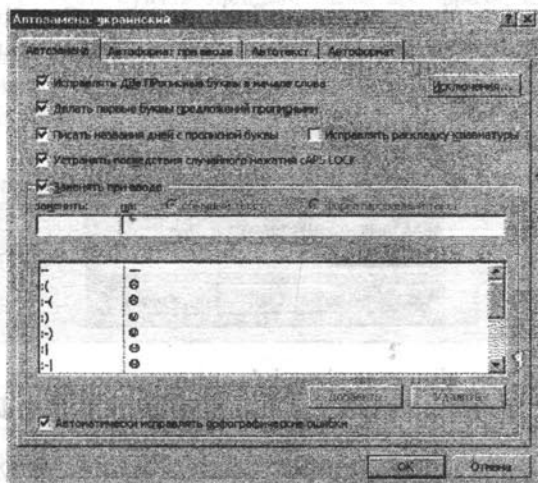 Автозамена: украинский
Автозамена Автоформат при вводе Автотекст Автоформат
Исправлять ДВе ПРописные буквы в начале слова
Исключения...
Делать первые буквы предложений прописными
Писать названия дней с прописной буквы Исправлять раскладку клавиатуры
Устранять последствия случайного нажатия cAPS LOCK
Заменять при вводе
заменить: на: обычный текст форматированный текст
:(
:-(
:)
:-)
:|
:-|
Добавить Удалить
Автоматически исправлять орфографические ошибки
ОК Отмена